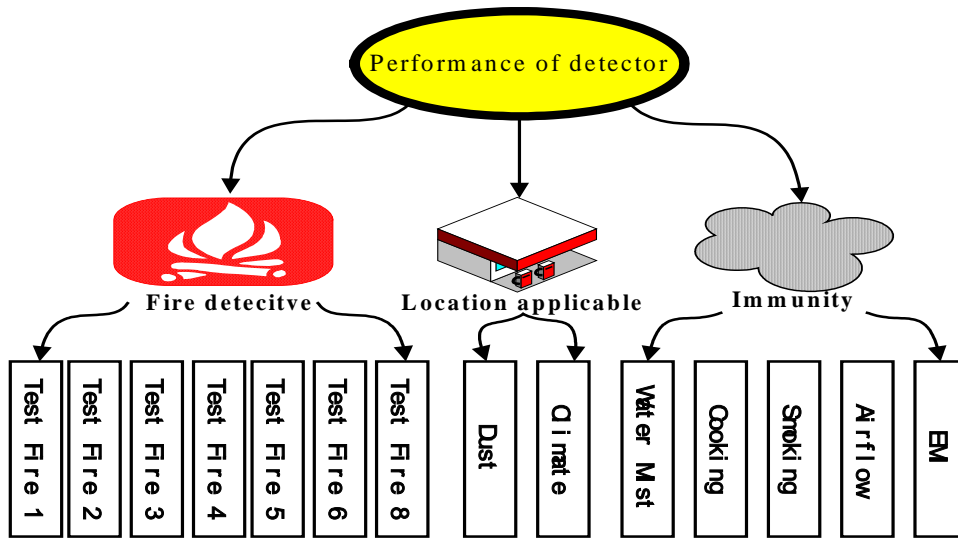 Performance of detector
Fire detecitve
Location applicable
Immunity
Test Fire 1
Test Fire 2
Test Fire 3
Test Fire 4
Test Fire 5
Test Fire 6
Test Fire 8
Dust
Climate
Water Mist
Cooking
Smoking
Airflow
EM